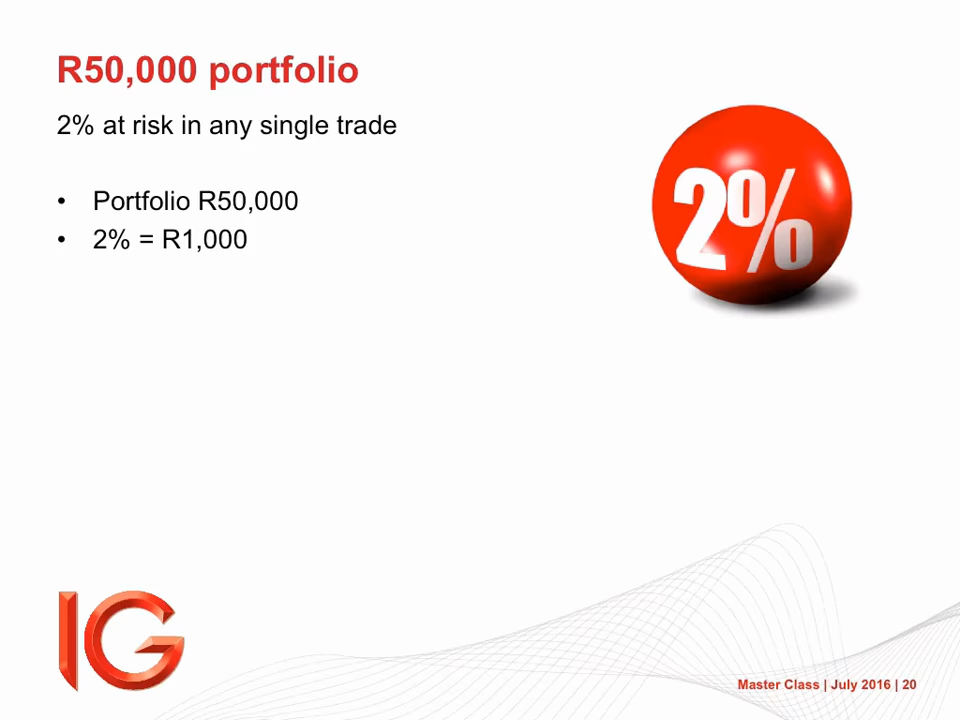 R50,000 portfolio
2% at risk in any single trade
• Portfolio R50,000
• 2% = R1,000
2%
IG
Master Class | July 2016 | 20